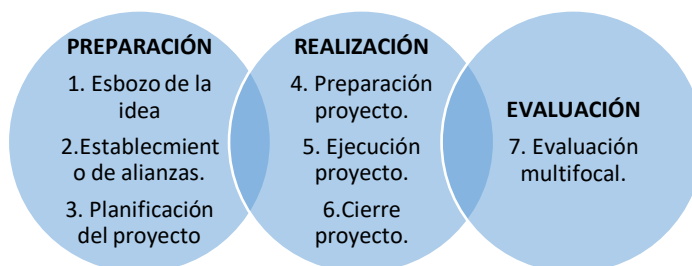 PREPARACIÓN
1. Esbozo de la
idea
2.Establecmient
o de alianzas.
3. Planificación
del proyecto
REALIZACIÓN
4. Preparación
proyecto.
5. Ejecución
proyecto.
6.Cierre
proyecto.
EVALUACIÓN
7. Evaluación
multifocal.